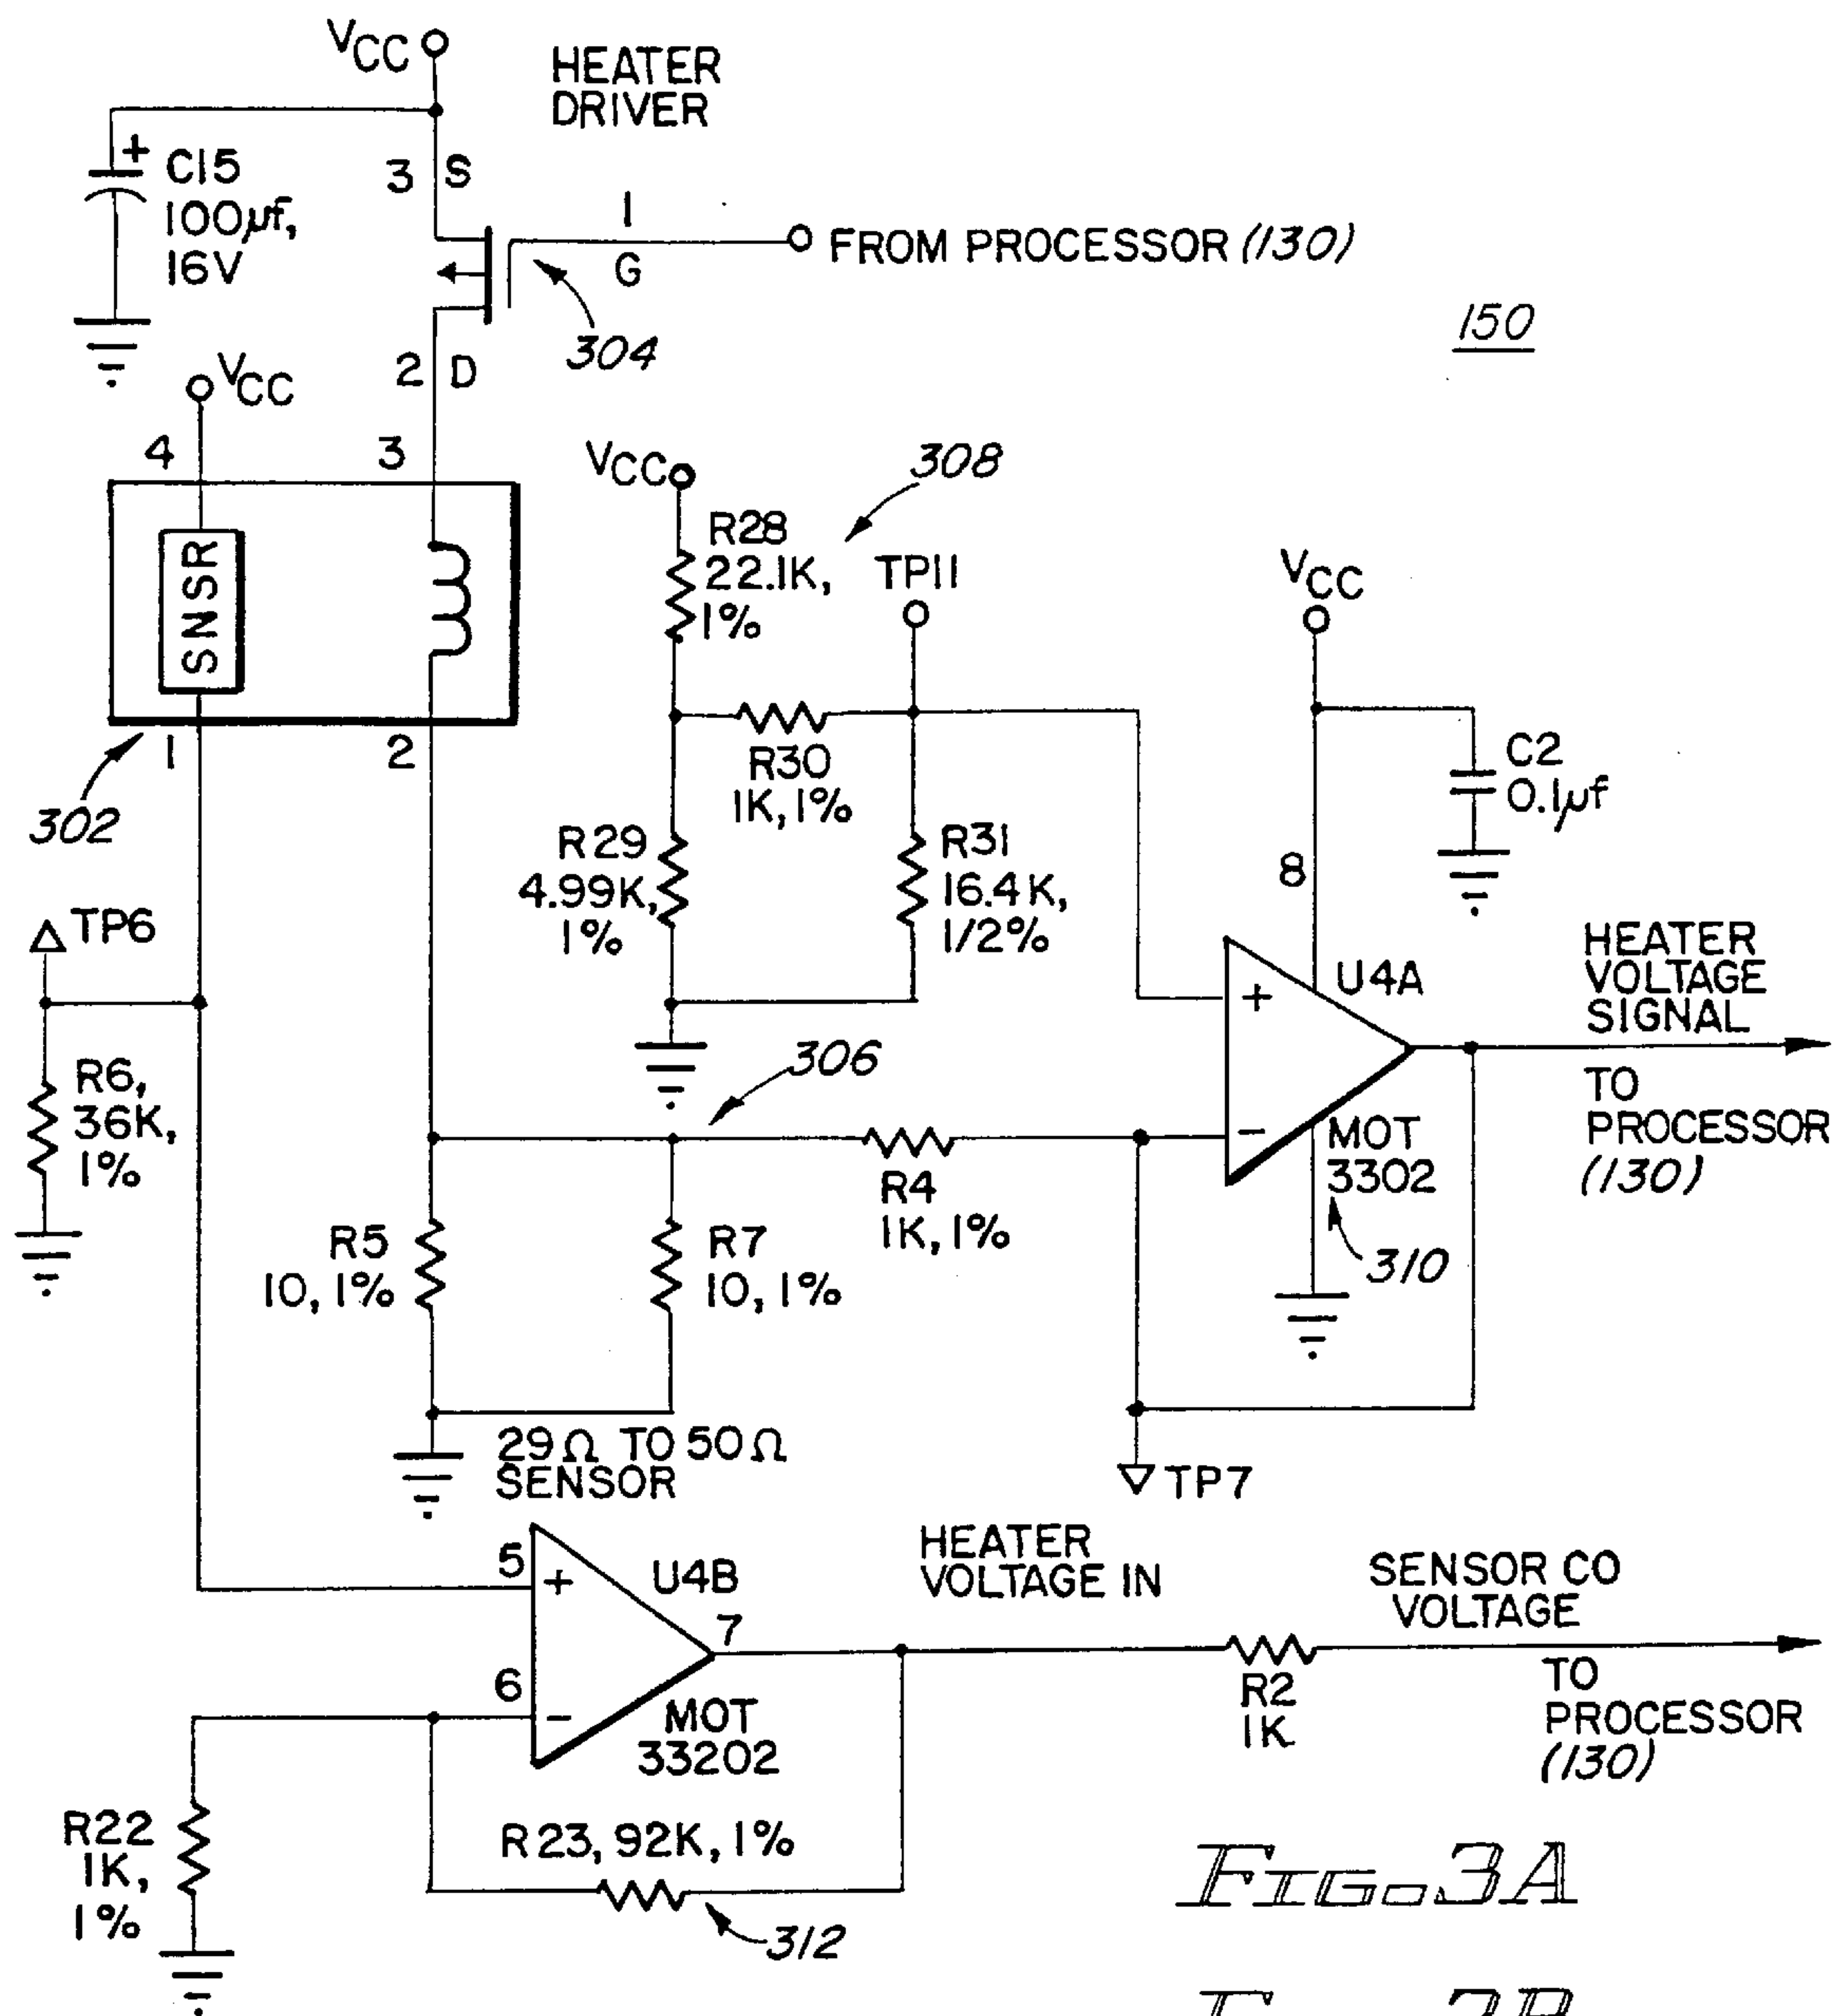 VCC
HEATER
DRIVER
+
C15
100µf,
16V
3 S
1
G
FROM PROCESSOR (130)
304
150
2 D
VCC
4
3
SNSR
302
1
2
VCC
308
R28
22.1K,
1%
TP11
R30
1K, 1%
R29
4.99K,
1%
R31
16.4K,
1/2%
VCC
C2
0.1µf
8
TP6
R6,
36K,
1%
306
+
-
U4A
MOT
3302
310
HEATER
VOLTAGE
SIGNAL
TO
PROCESSOR
(130)
R4
1K, 1%
R5
10, 1%
R7
10, 1%
29Ω TO 50Ω
SENSOR
TP7
5
+
U4B
7
6
-
MOT
33202
HEATER
VOLTAGE IN
SENSOR CO
VOLTAGE
R2
1K
TO
PROCESSOR
(130)
R22
1K,
1%
R23, 92K, 1%
312
FIG. 3A